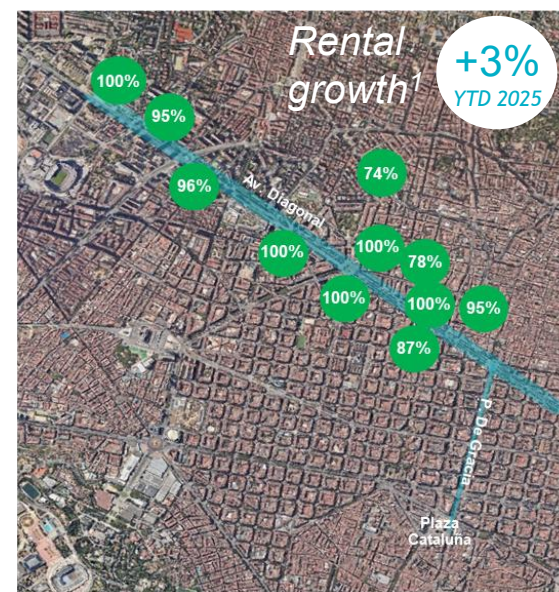 Rental
growth¹
+3%
YTD 2025
100%
95%
96%
74%
Av. Diagonal
100%
100%
78%
100%
100%
95%
87%
P. De Gracia
Plaza
Cataluña